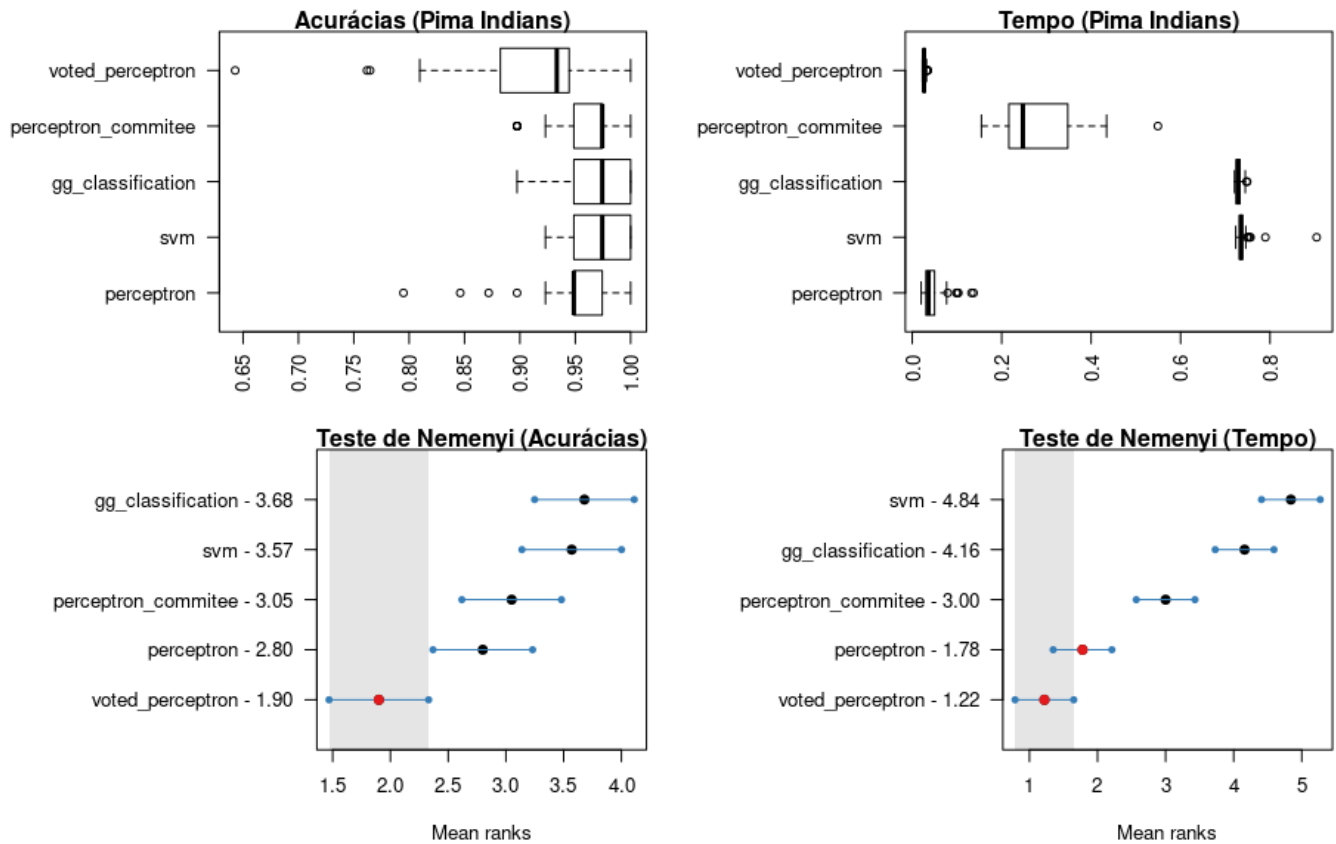 Acurácias (Pima Indians)
voted_perceptron
perceptron_commitee
gg_classification
svm
perceptron
0.65
0.70
0.75
0.80
0.85
0.90
0.95
1.00
Tempo (Pima Indians)
voted_perceptron
perceptron_commitee
gg_classification
svm
perceptron
0.0
0.2
0.4
0.6
0.8
Teste de Nemenyi (Acurácias)
gg_classification - 3.68
svm - 3.57
perceptron_commitee - 3.05
perceptron - 2.80
voted_perceptron - 1.90
1.5 2.0 2.5 3.0 3.5 4.0
Mean ranks
Teste de Nemenyi (Tempo)
svm - 4.84
gg_classification - 4.16
perceptron_commitee - 3.00
perceptron - 1.78
voted_perceptron - 1.22
1 2 3 4 5
Mean ranks